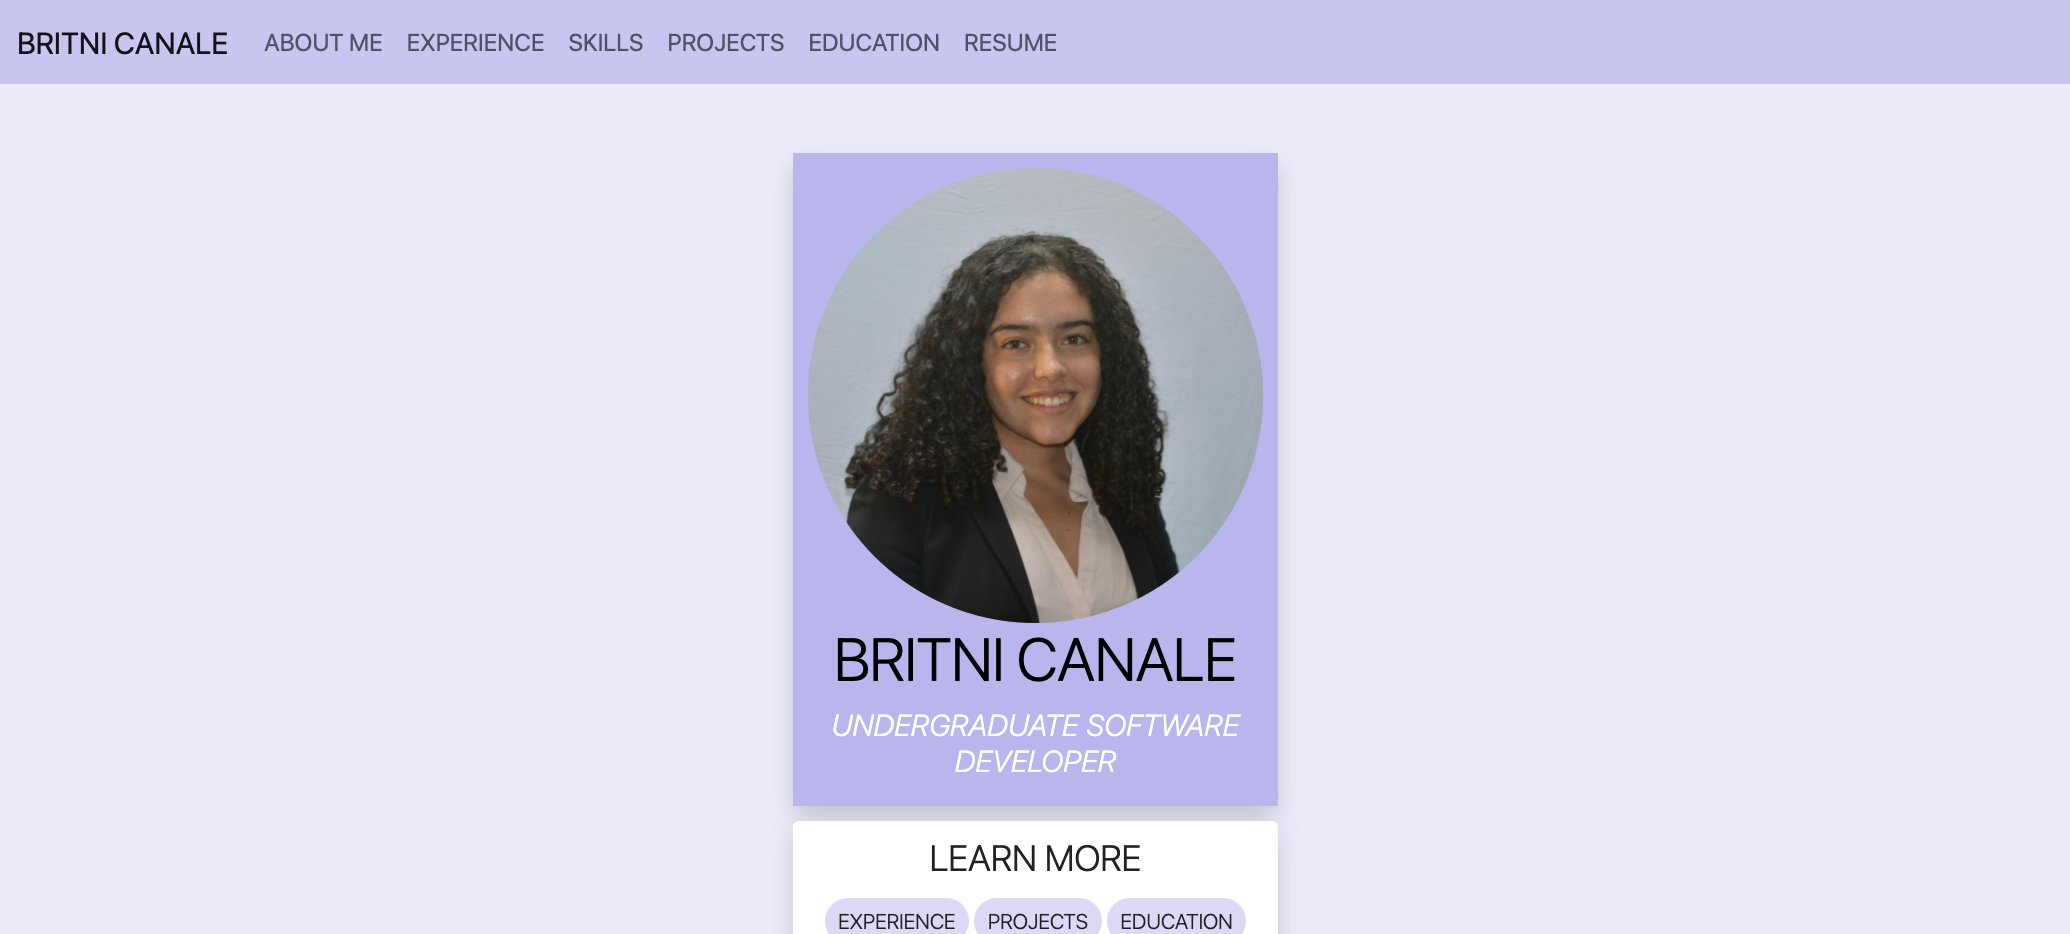 BRITNI CANALE ABOUT ME EXPERIENCE SKILLS PROJECTS EDUCATION RESUME
BRITNI CANALE
UNDERGRADUATE SOFTWARE
DEVELOPER
LEARN MORE
EXPERIENCE PROJECTS EDUCATION